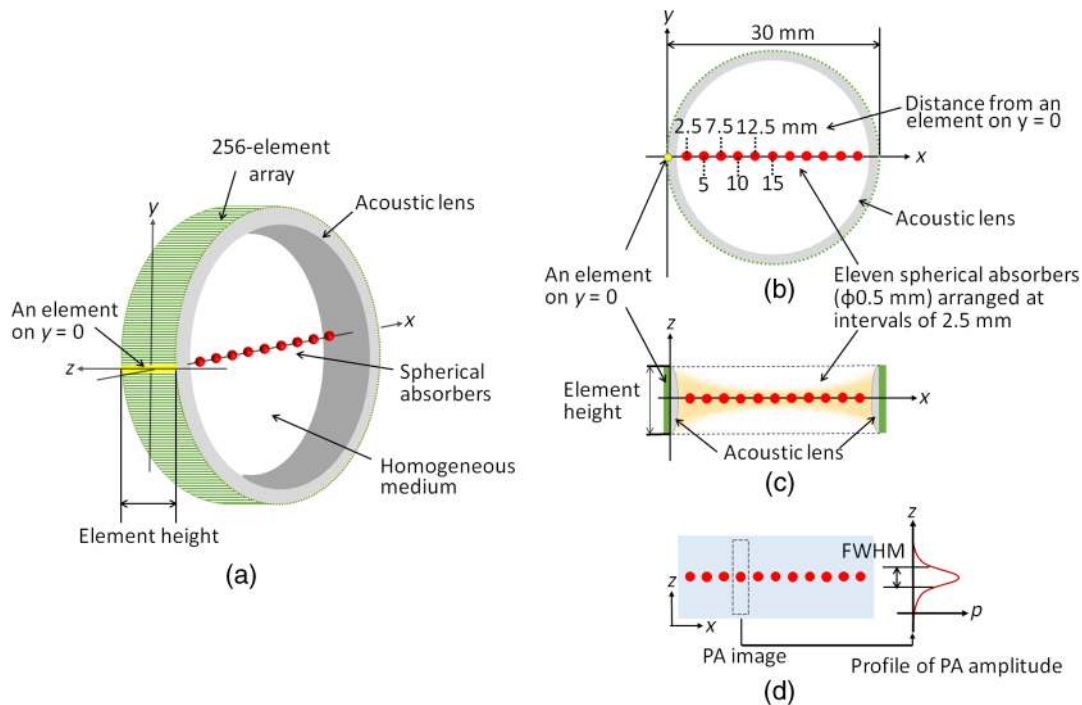 256-element
array
Acoustic lens
y
An element
on y = 0
z
x
Spherical
absorbers
Homogeneous
medium
Element height
(a)
y
30 mm
Distance from an
element on y = 0
2.5 7.5 12.5 mm
x
5 10 15
Acoustic lens
An element
on y = 0
(b)
Eleven spherical absorbers
(ϕ0.5 mm) arranged at
intervals of 2.5 mm
z
Element
height
x
Acoustic lens
(c)
z
FWHM
z
x
p
PA image
Profile of PA amplitude
(d)